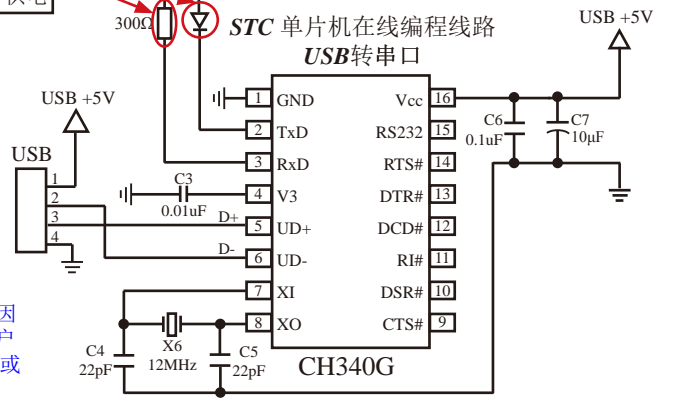 300Ω
STC 单片机在线编程线路
USB转串口
USB +5V
USB +5V
USB
1
2
3
4
1 GND
2 TxD
3 RxD
4 V3
5 UD+
6 UD-
7 XI
8 XO
Vcc 16
RS232 15
RTS# 14
DTR# 13
DCD# 12
RI# 11
DSR# 10
CTS# 9
C3
0.01uF
D+
D-
C6
0.1uF
C7
10μF
C4
22pF
X6
12MHz
C5
22pF
CH340G
因
或